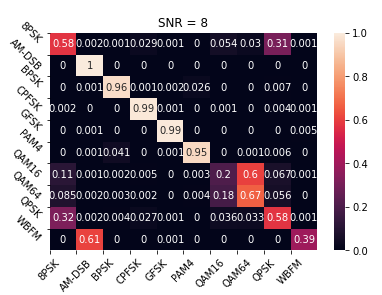 SNR = 8
8PSK 0.58 0.002 0.001 0.029 0.001 0 0.054 0.03 0.31 0.001
AM-DSB 0 1 0 0 0 0 0 0 0 0
BPSK 0 0.001 0.96 0.001 0.002 0.026 0 0 0.007 0
CPFSK 0.002 0 0 0.99 0.001 0 0.001 0 0.004 0.001
GFSK 0 0.001 0 0 0.99 0 0 0 0 0.005
PAM4 0 0.001 0.041 0 0.001 0.95 0 0.001 0.006 0
QAM16 0.11 0.001 0.002 0.005 0 0.003 0.2 0.6 0.067 0.001
QAM64 0.085 0.002 0.003 0.002 0 0.004 0.18 0.67 0.056 0
QPSK 0.32 0.002 0.004 0.027 0.001 0 0.036 0.033 0.58 0.001
WBFM 0 0.61 0 0 0.001 0 0 0 0 0.39
8PSK AM-DSB BPSK CPFSK GFSK PAM4 QAM16 QAM64 QPSK WBFM
1.0
0.8
0.6
0.4
0.2
0.0